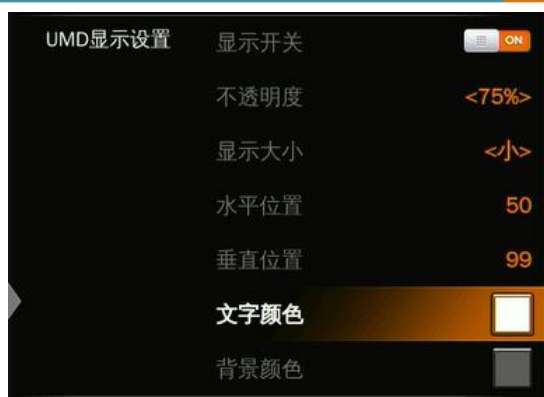 UMD显示设置 显示开关 ON
不透明度 <75%>
显示大小 <小>
水平位置 50
垂直位置 99
文字颜色
背景颜色